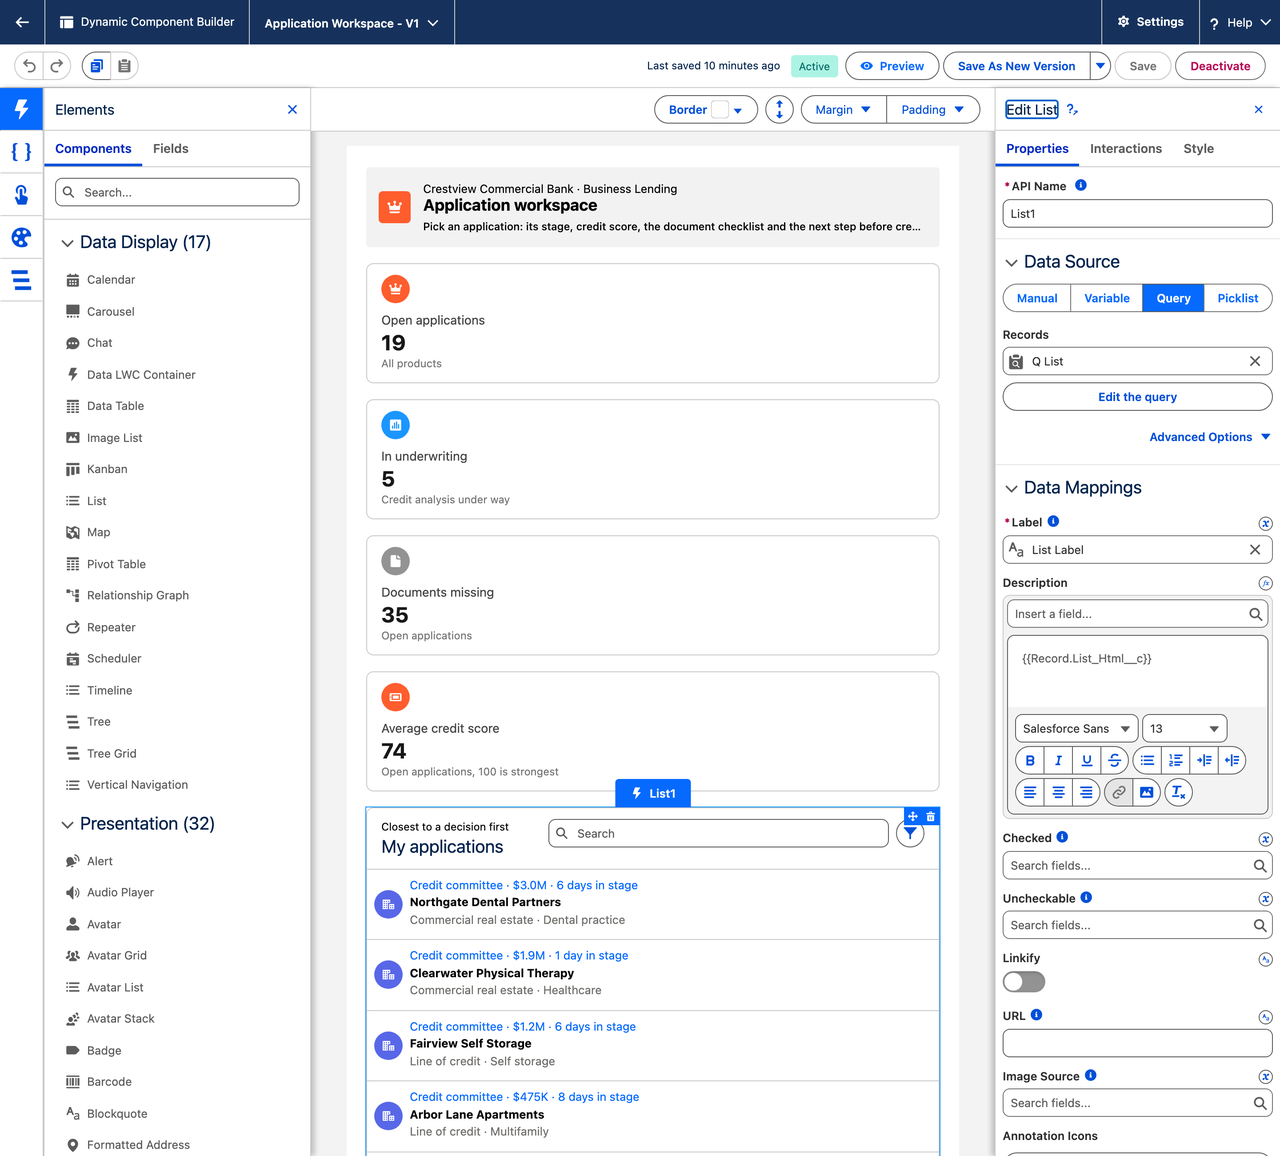 Dynamic Component Builder
Application Workspace - V1
Settings
Help
Last saved 10 minutes ago
Active
Preview
Save As New Version
Save
Deactivate
Elements
Components
Fields
Search...
Data Display (17)
Calendar
Carousel
Chat
Data LWC Container
Data Table
Image List
Kanban
List
Map
Pivot Table
Relationship Graph
Repeater
Scheduler
Timeline
Tree
Tree Grid
Vertical Navigation
Presentation (32)
Alert
Audio Player
Avatar
Avatar Grid
Avatar List
Avatar Stack
Badge
Barcode
Blockquote
Formatted Address
Border
Margin
Padding
Crestview Commercial Bank · Business Lending
Application workspace
Pick an application: its stage, credit score, the document checklist and the next step before cre...
Open applications
19
All products
In underwriting
5
Credit analysis under way
Documents missing
35
Open applications
Average credit score
74
Open applications, 100 is strongest
List1
Closest to a decision first
My applications
Search
Credit committee · $3.0M · 6 days in stage
Northgate Dental Partners
Commercial real estate · Dental practice
Credit committee · $1.9M · 1 day in stage
Clearwater Physical Therapy
Commercial real estate · Healthcare
Credit committee · $1.2M · 6 days in stage
Fairview Self Storage
Line of credit · Self storage
Credit committee · $475K · 8 days in stage
Arbor Lane Apartments
Line of credit · Multifamily
Edit List
Properties
Interactions
Style
* API Name
List1
Data Source
Manual
Variable
Query
Picklist
Records
Q List
Edit the query
Advanced Options
Data Mappings
* Label
List Label
Description
Insert a field...
{{Record.List_Html__c}}
Salesforce Sans
13
Checked
Search fields...
Uncheckable
Search fields...
Linkify
URL
Image Source
Search fields...
Annotation Icons